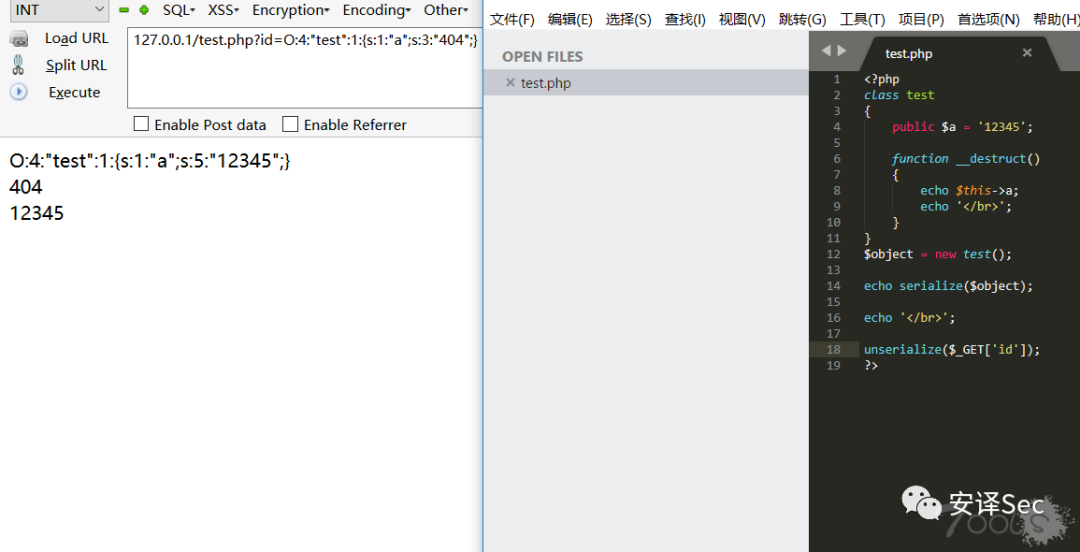 INT SQL▾ XSS▾ Encryption▾ Encoding▾ Other▾
Load URL
Split URL
Execute
127.0.0.1/test.php?id=O:4:"test":1:{s:1:"a";s:3:"404";}
Enable Post data Enable Referrer
O:4:"test":1:{s:1:"a";s:5:"12345";}
404
12345
文件(F) 编辑(E) 选择(S) 查找(I) 视图(V) 跳转(G) 工具(T) 项目(P) 首选项(N) 帮助(H)
OPEN FILES
× test.php
test.php ×
1 <?php
2 class test
3 {
4     public $a = '12345';
5
6     function __destruct()
7     {
8         echo $this->a;
9         echo '</br>';
10     }
11 }
12 $object = new test();
13
14 echo serialize($object);
15
16 echo '</br>';
17
18 unserialize($_GET['id']);
19 ?>
安译Sec
7ools